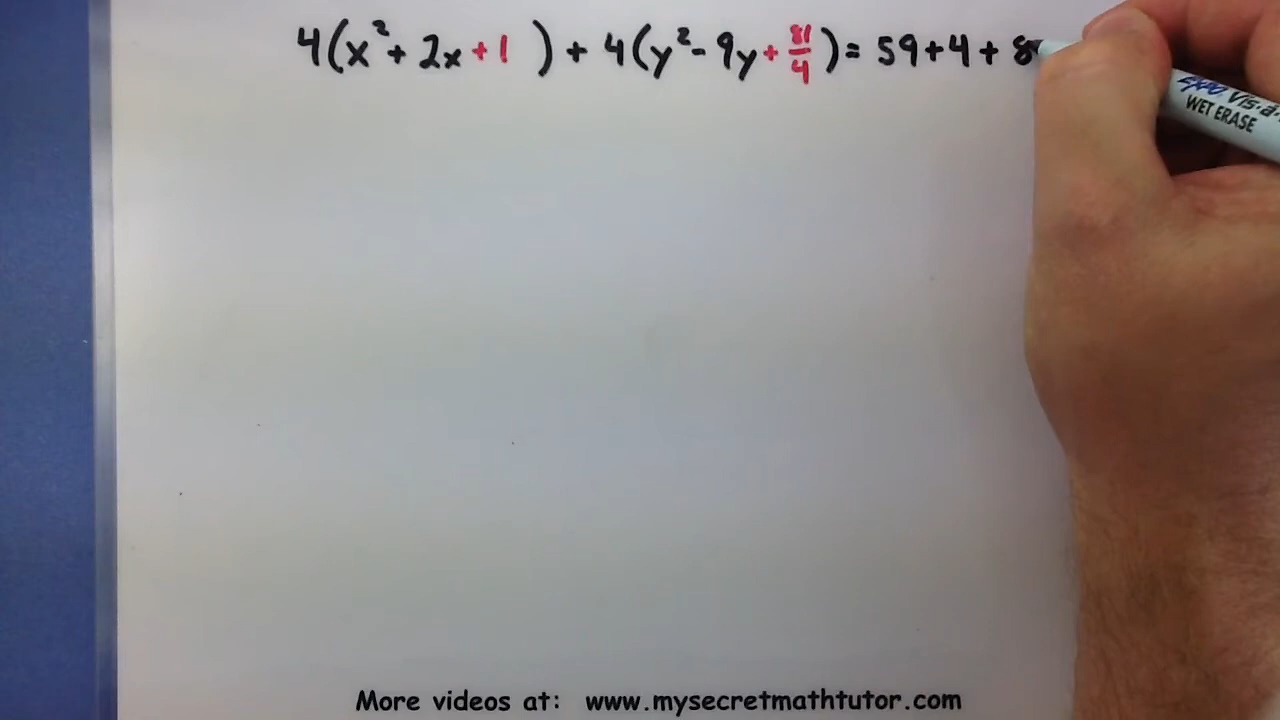 4(x²+2x+1 ) + 4(y²-9y+81/4) = 59+4+8
EXPO Vis-à-
WET ERASE
More videos at: www.mysecretmathtutor.com